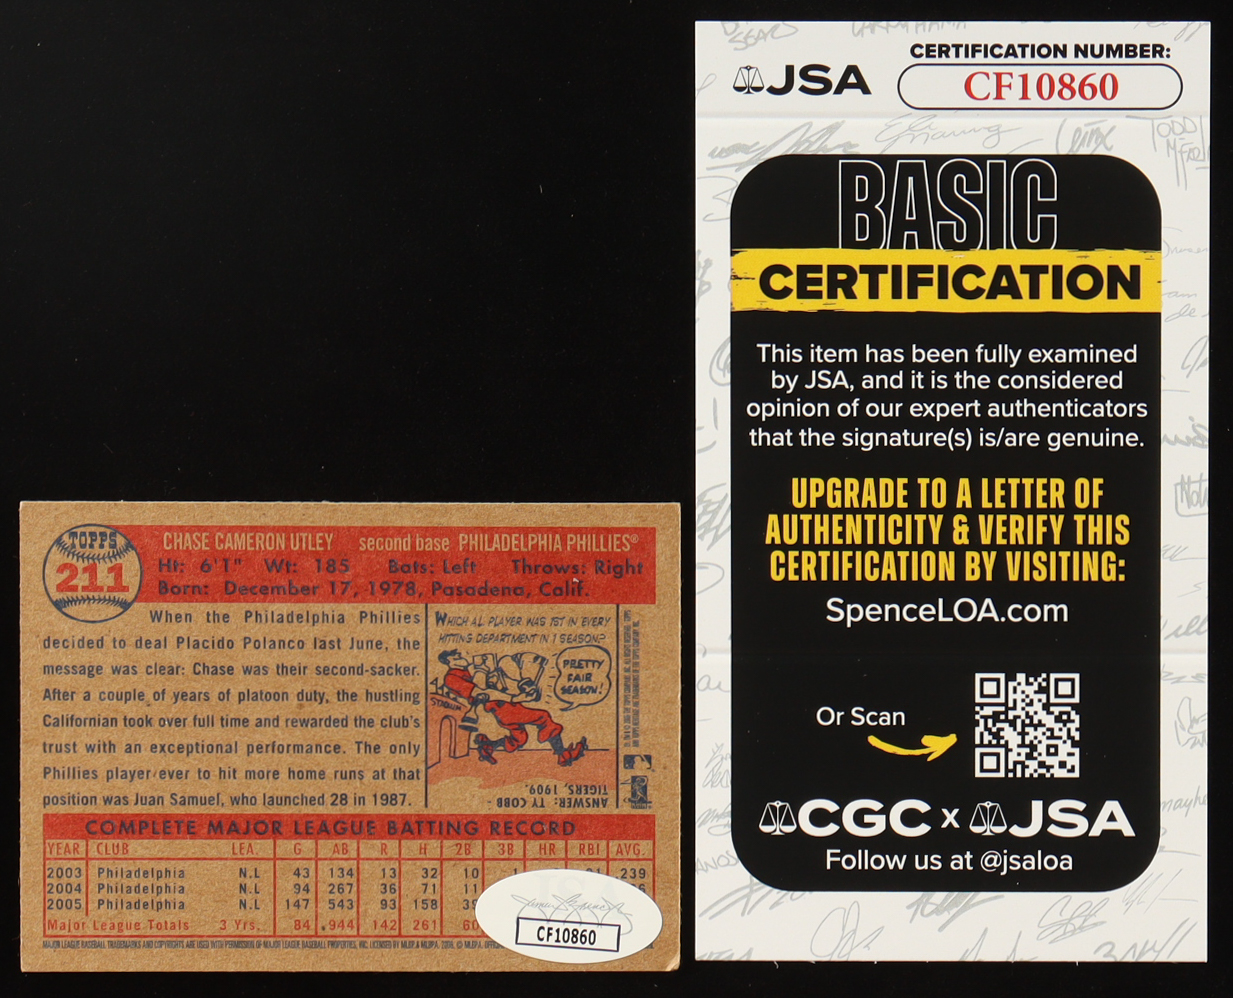 TOPPS
211
CHASE CAMERON UTLEY second base PHILADELPHIA PHILLIES®
Ht: 6'1" Wt: 185 Bats: Left Throws: Right
Born: December 17, 1978, Pasadena, Calif.
When the Philadelphia Phillies
decided to deal Placido Polanco last June, the
message was clear: Chase was their second-sacker.
After a couple of years of platoon duty, the hustling
Californian took over full time and rewarded the club's
trust with an exceptional performance. The only
Phillies player ever to hit more home runs at that
position was Juan Samuel, who launched 28 in 1987.
WHICH AL PLAYER WAS 1ST IN EVERY
HITTING DEPARTMENT IN 1 SEASON?
PRETTY
FAIR
SEASON!
STADIUM
ANSWER: TY COBB -
TIGERS, 1909.
COMPLETE MAJOR LEAGUE BATTING RECORD
YEAR CLUB LEA. G AB R H 2B 3B HR RBI AVG.
2003 Philadelphia N.L 43 134 13 32 10 .239
2004 Philadelphia N.L 94 267 36 71 11
2005 Philadelphia N.L 147 543 93 158
Major League Totals 3 Yrs. 84 .944 142 261
CF10860
JSA
CERTIFICATION NUMBER:
CF10860
BASIC
CERTIFICATION
This item has been fully examined
by JSA, and it is the considered
opinion of our expert authenticators
that the signature(s) is/are genuine.
UPGRADE TO A LETTER OF
AUTHENTICITY & VERIFY THIS
CERTIFICATION BY VISITING:
SpenceLOA.com
Or Scan
CGC x JSA
Follow us at @jsaloa